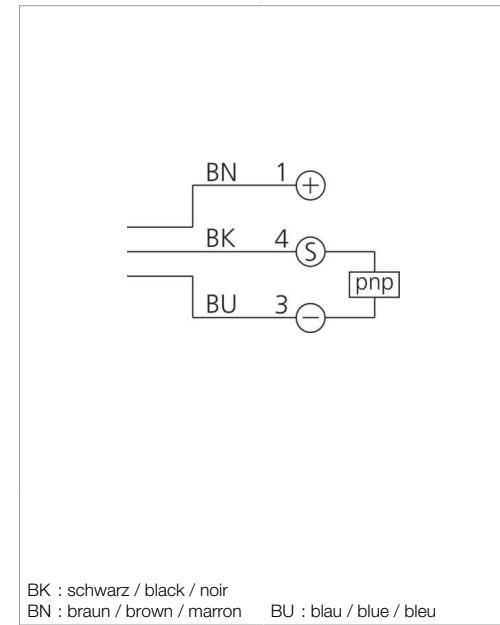 BN 1 +
BK 4 S
pnp
BU 3 −
BK : schwarz / black / noir
BN : braun / brown / marron BU : blau / blue / bleu